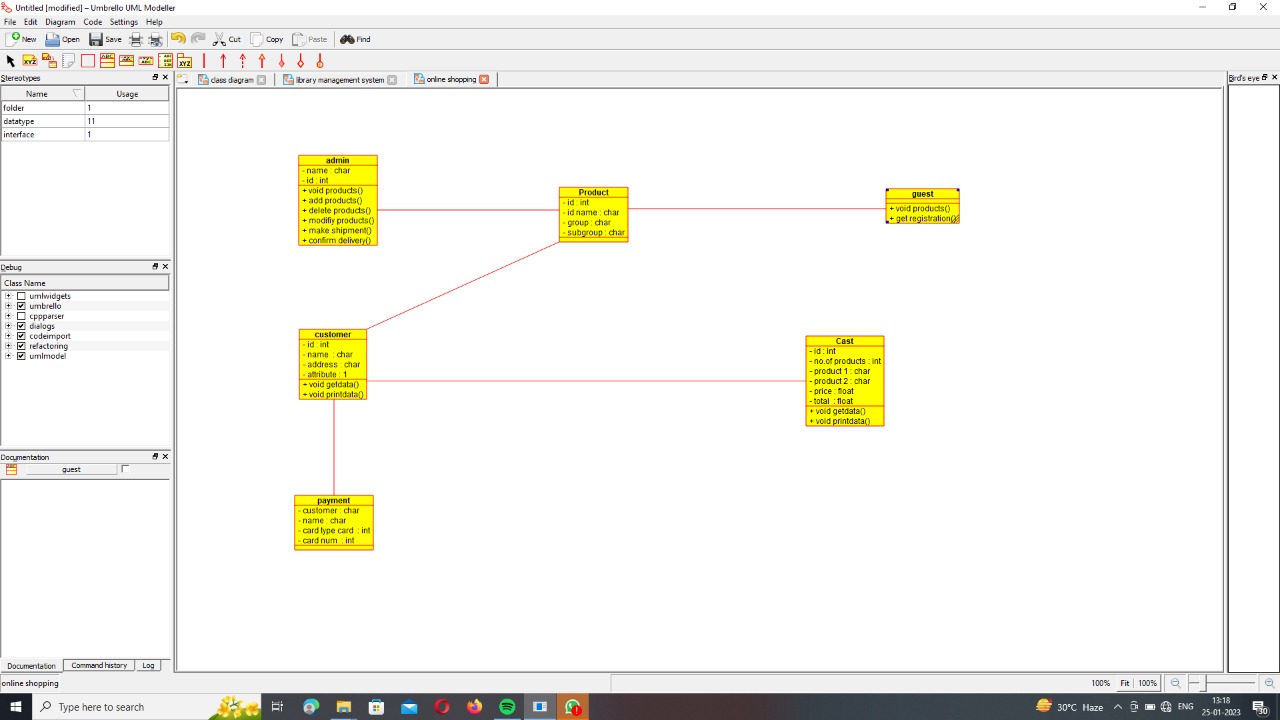 Untitled [modified] – Umbrello UML Modeller
File Edit Diagram Code Settings Help
New Open Save Cut Copy Paste Find
class diagram library management system online shopping
Stereotypes
Name Usage
folder 1
datatype 11
interface 1
Debug
Class Name
umlwidgets
umbrello
cppparser
dialogs
codeimport
refactoring
umlmodel
Documentation
guest
Documentation Command history Log
Bird's eye
admin
- name : char
- id : int
+ void products()
+ add products()
+ delete products()
+ modifiy products()
+ make shipment()
+ confirm delivery()
Product
- id : int
- id name : char
- group : char
- subgroup : char
guest
+ void products()
+ get registration()
customer
- id : int
- name : char
- address : char
- attribute : 1
+ void getdata()
+ void printdata()
Cast
- id : int
- no.of products : int
- product 1 : char
- product 2 : char
- price : float
- total : float
+ void getdata()
+ void printdata()
payment
- customer : char
- name : char
- card type card : int
- card num : int
online shopping
100% Fit 100%
Type here to search
30°C Haze
ENG
13:18
25-01-2023